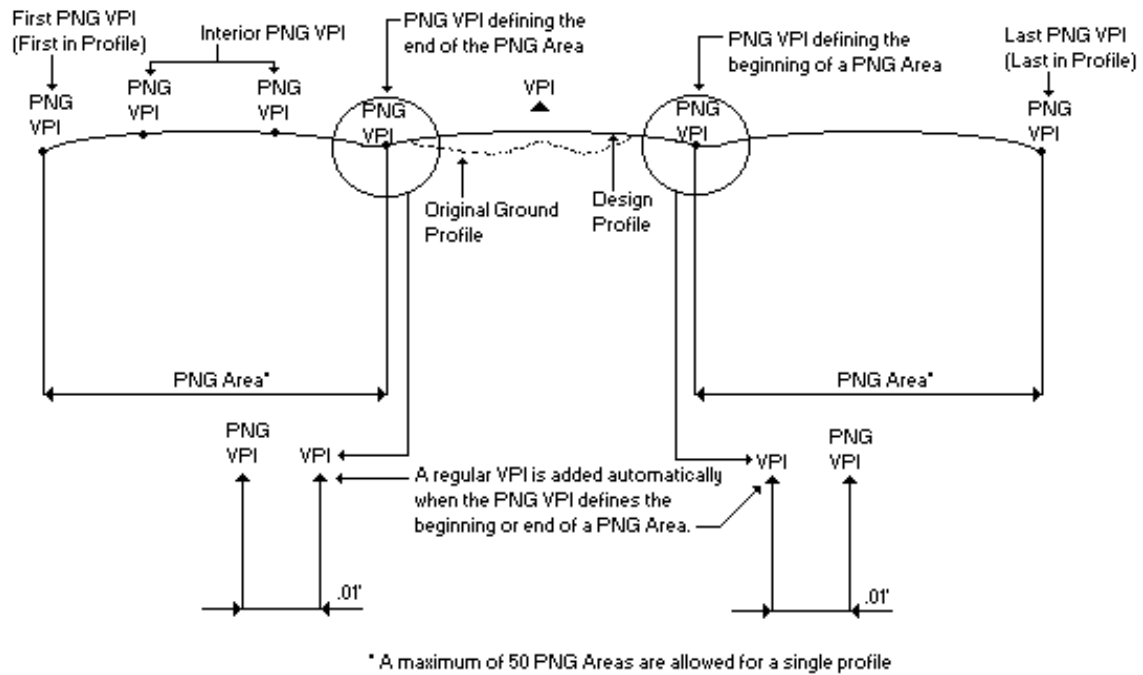 First PNG VPI
(First in Profile)
Interior PNG VPI
PNG VPI defining the
end of the PNG Area
PNG VPI defining the
beginning of a PNG Area
Last PNG VPI
(Last in Profile)
PNG
VPI
PNG
VPI
PNG
VPI
PNG
VPI
VPI
PNG
VPI
PNG
VPI
Original Ground
Profile
Design
Profile
PNG Area*
PNG Area*
PNG
VPI
VPI
VPI
PNG
VPI
A regular VPI is added automatically
when the PNG VPI defines the
beginning or end of a PNG Area.
.01'
.01'
* A maximum of 50 PNG Areas are allowed for a single profile